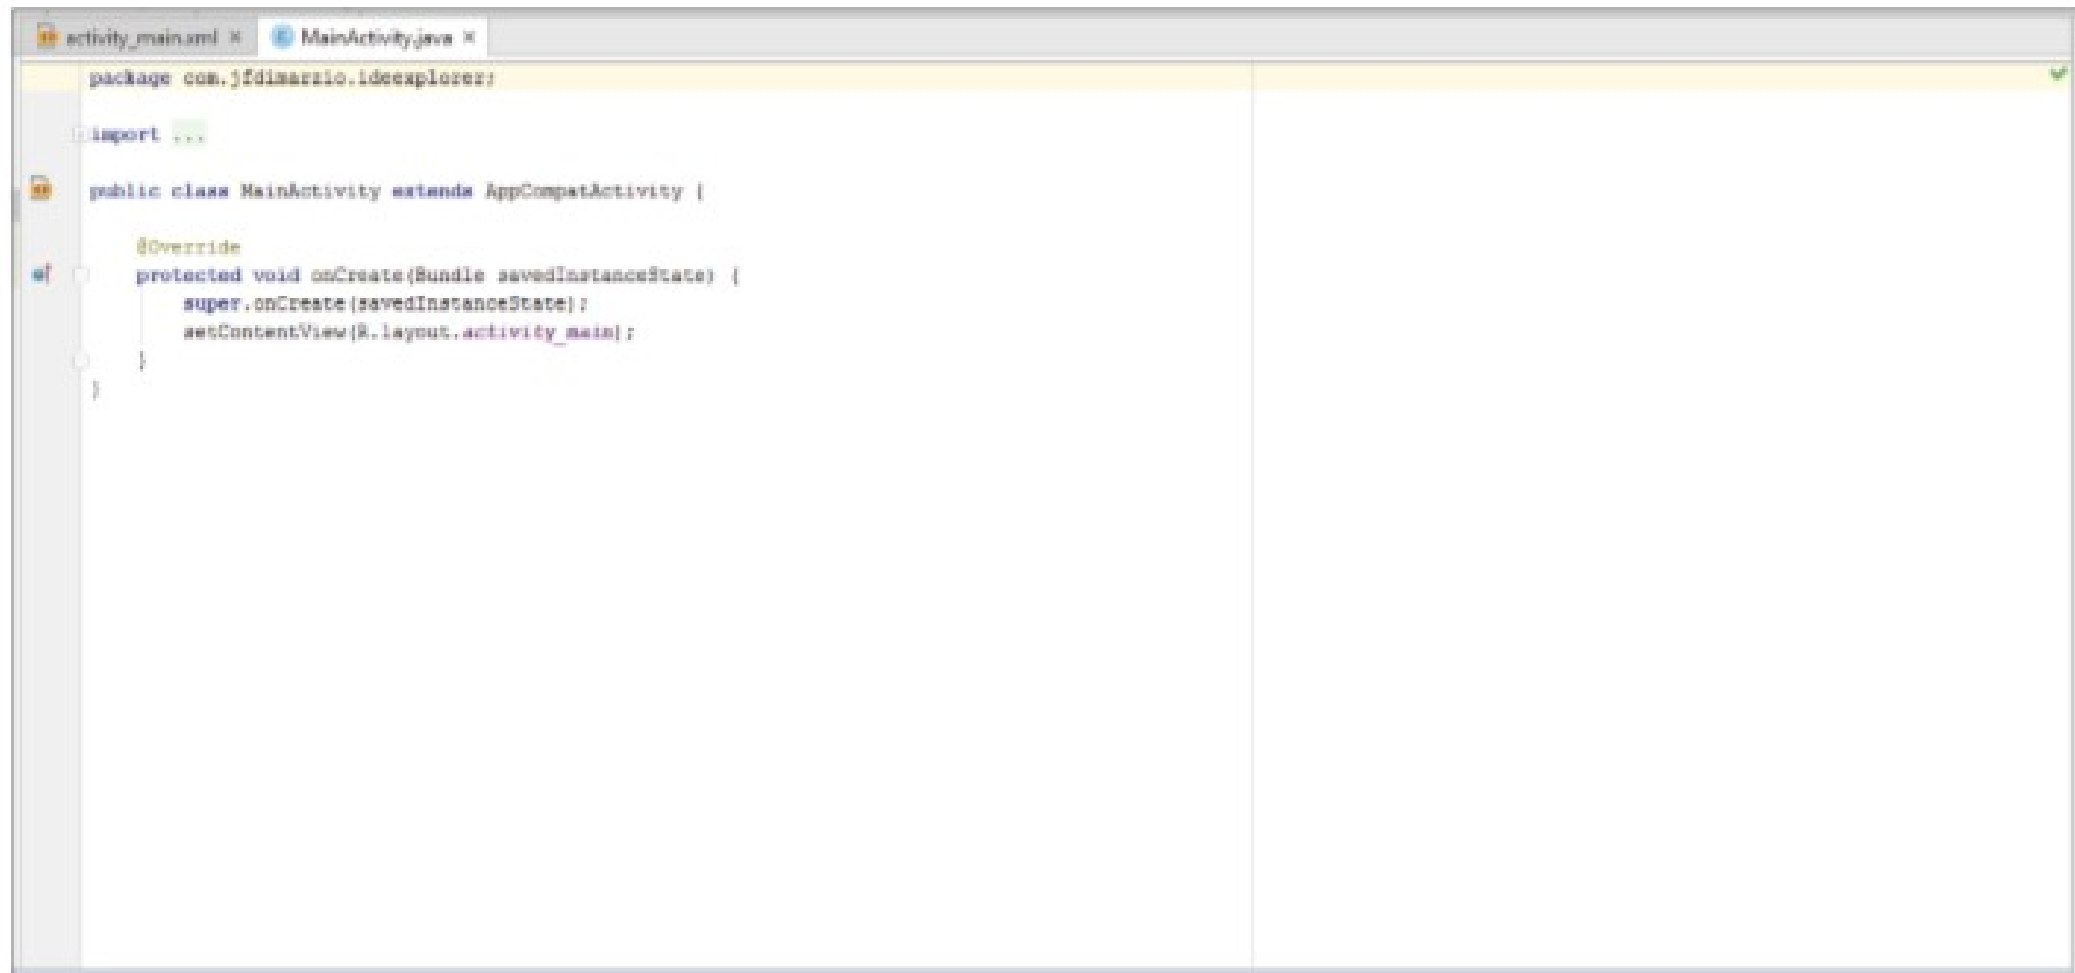 activity_main.xml
MainActivity.java
package com.jfdimarzio.ideexplorer;
import ...
public class MainActivity extends AppCompatActivity {
@Override
protected void onCreate(Bundle savedInstanceState) {
super.onCreate(savedInstanceState);
setContentView(R.layout.activity_main);
}
}